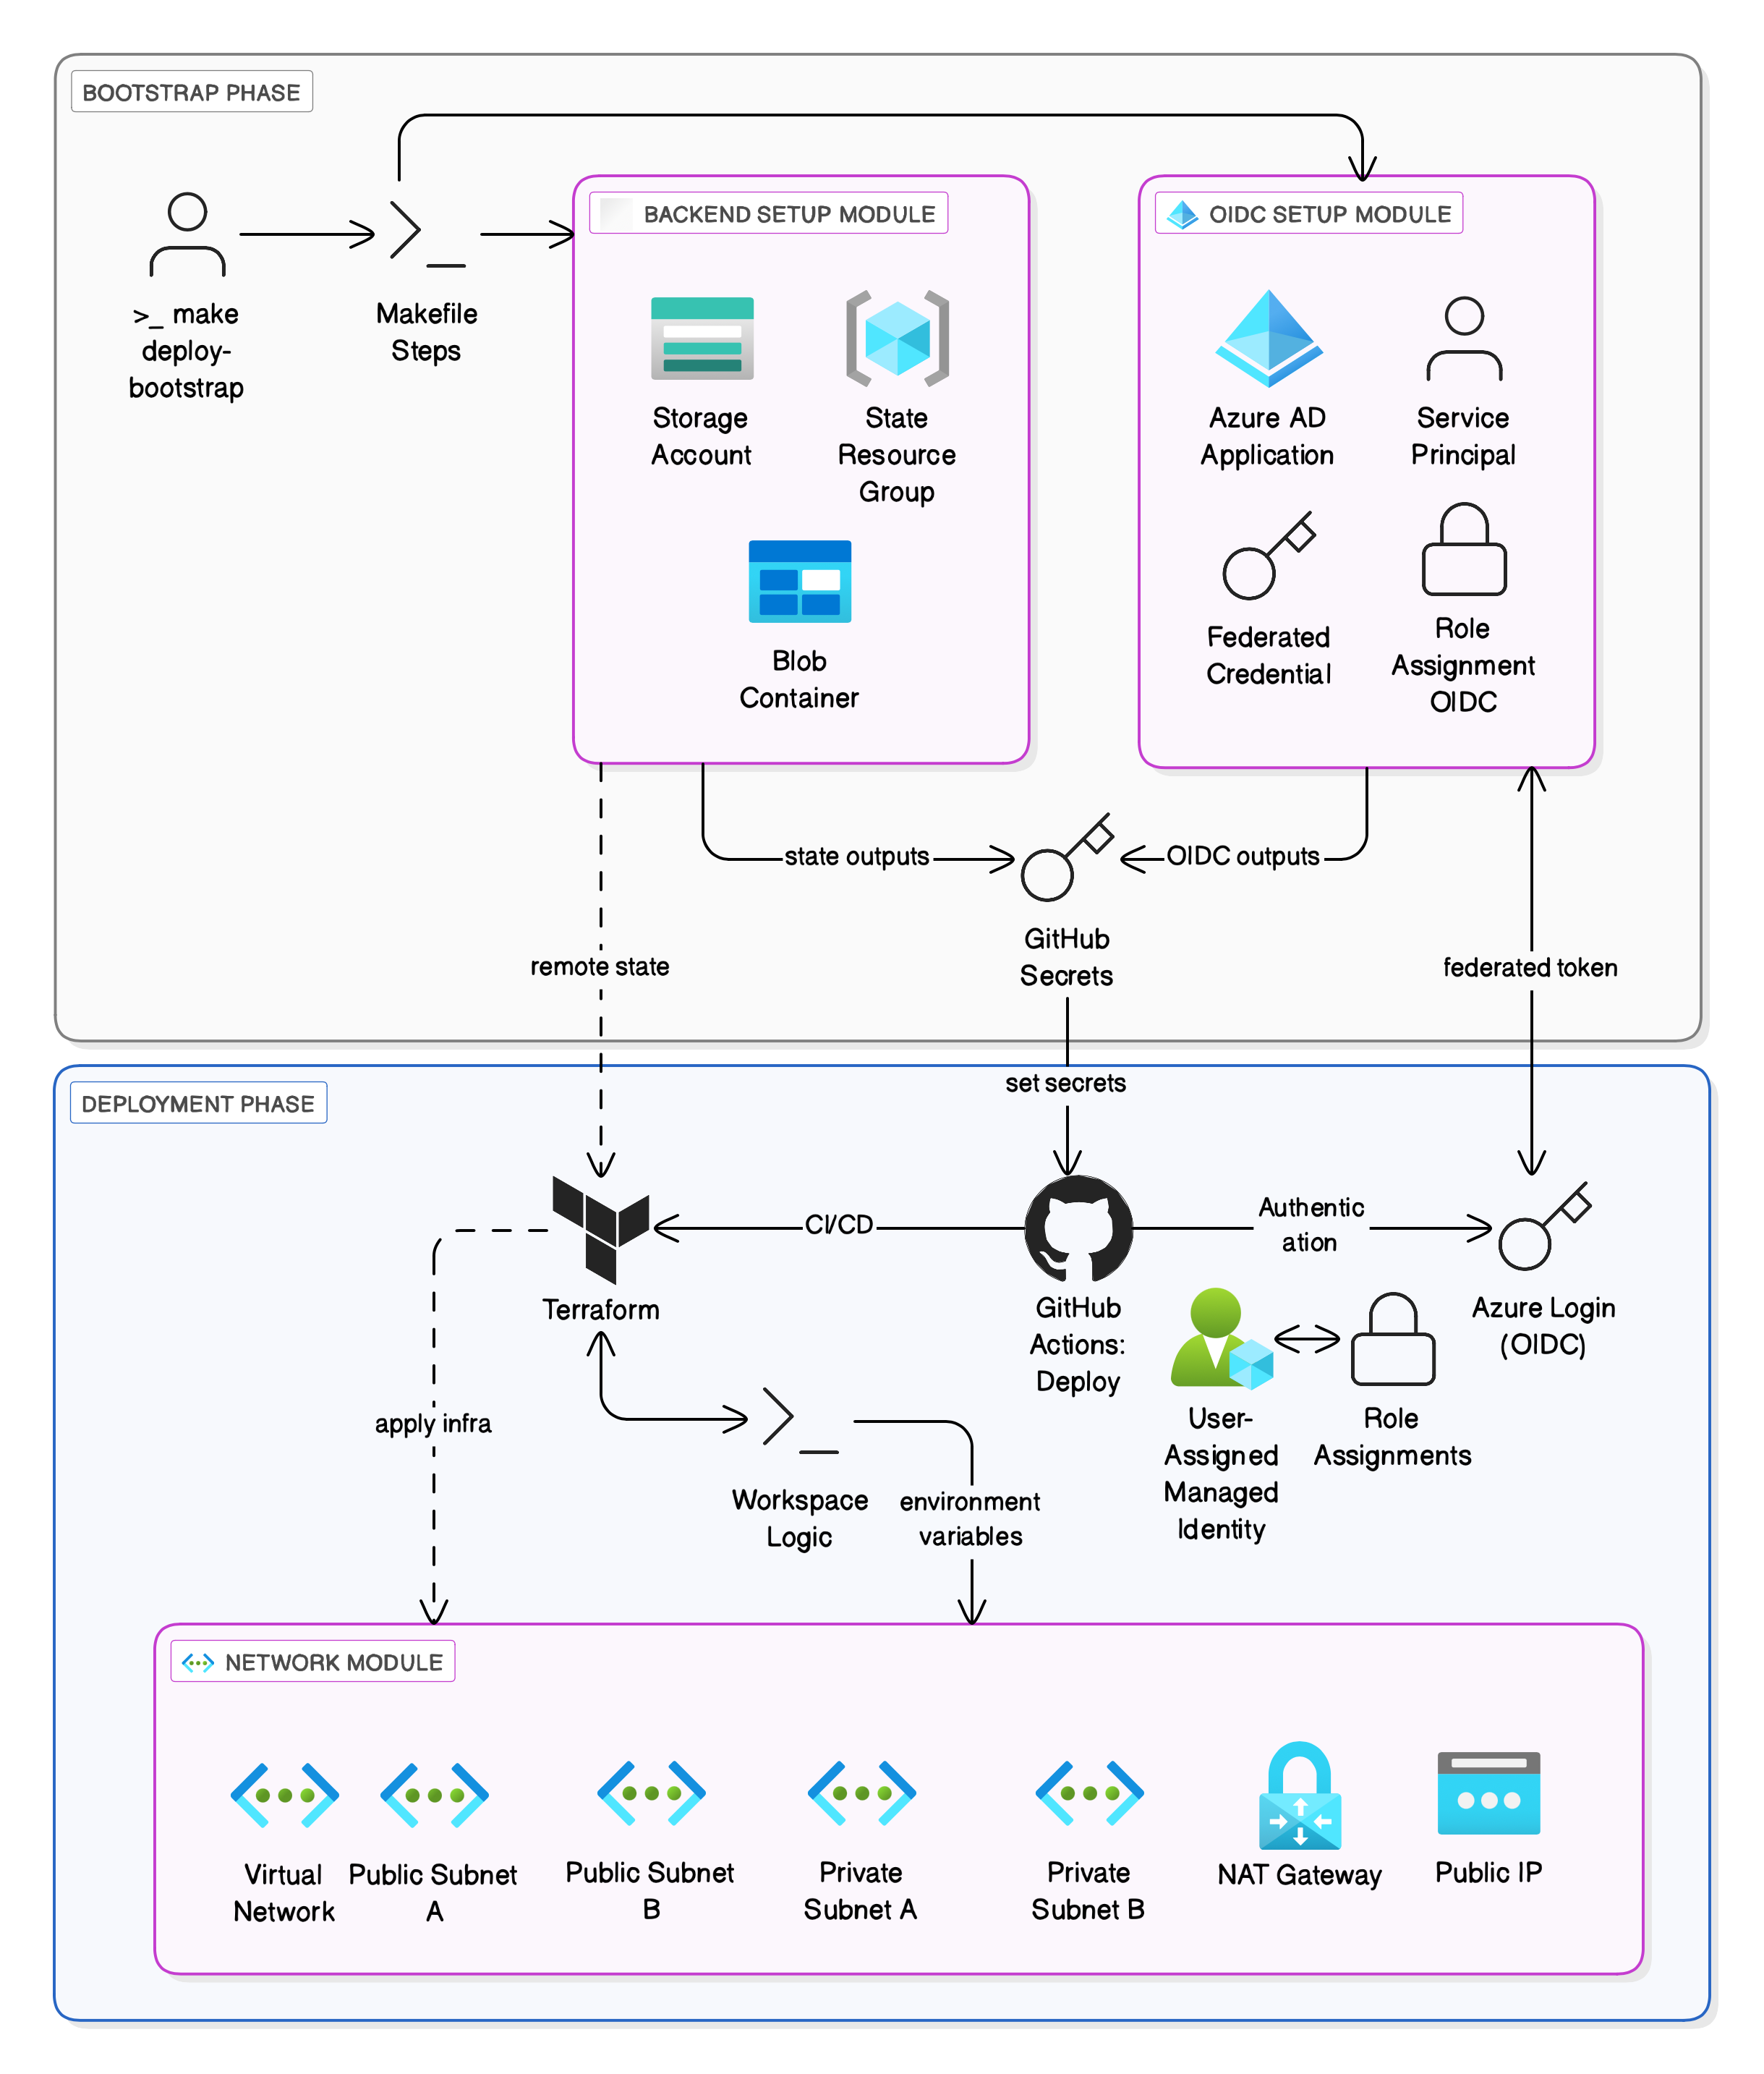 BOOTSTRAP PHASE
>_ make
deploy-
bootstrap
Makefile
Steps
BACKEND SETUP MODULE
Storage
Account
State
Resource
Group
Blob
Container
OIDC SETUP MODULE
Azure AD
Application
Service
Principal
Federated
Credential
Role
Assignment
OIDC
state outputs
OIDC outputs
GitHub
Secrets
remote state
federated token
set secrets
DEPLOYMENT PHASE
CI/CD
Authentic
ation
Terraform
GitHub
Actions:
Deploy
Azure Login
(OIDC)
User-
Assigned
Managed
Identity
Role
Assignments
apply infra
Workspace
Logic
environment
variables
NETWORK MODULE
Virtual
Network
Public Subnet
A
Public Subnet
B
Private
Subnet A
Private
Subnet B
NAT Gateway
Public IP